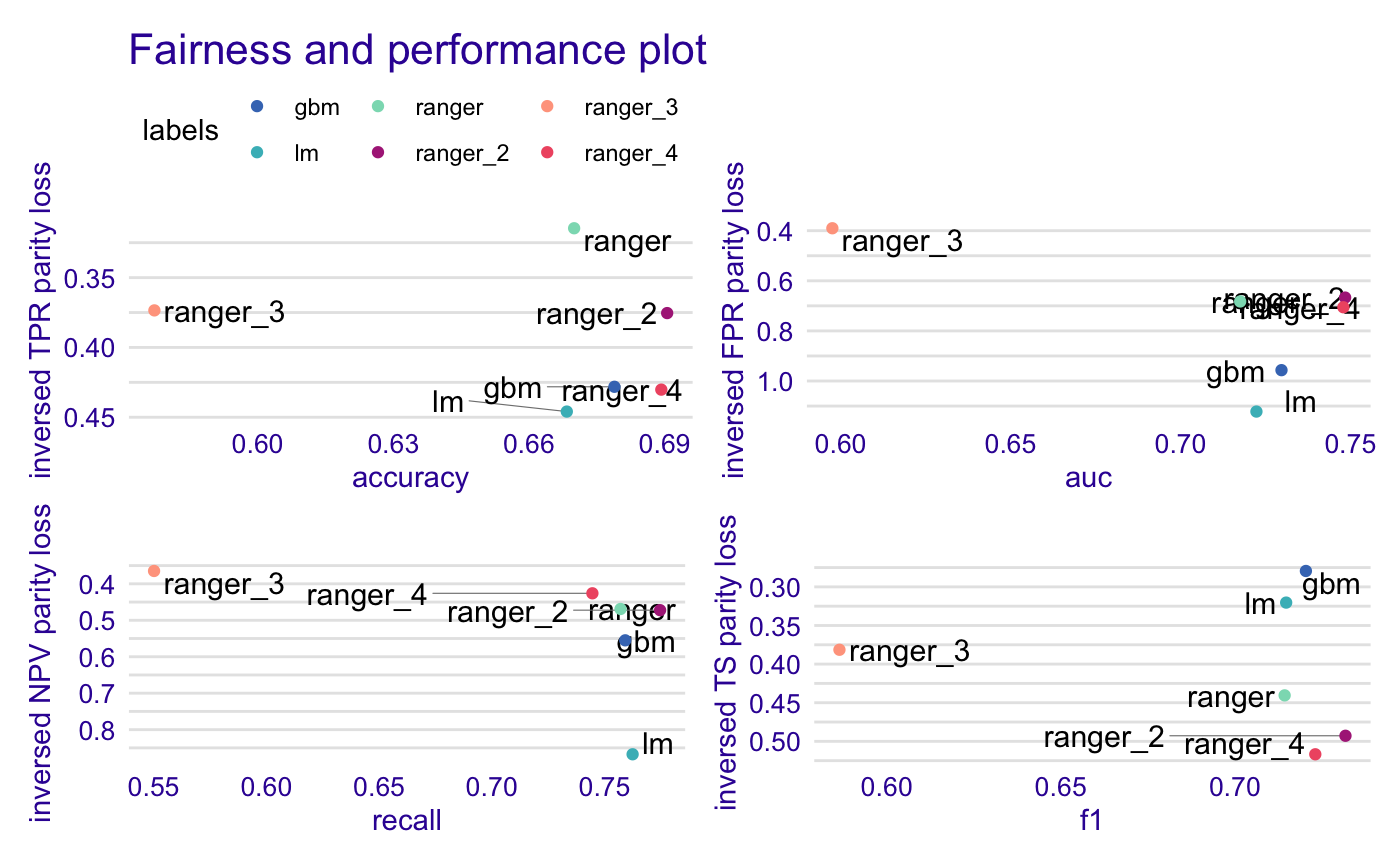 Fairness and performance plot
labels
gbm
ranger
ranger_3
lm
ranger_2
ranger_4
inversed TPR parity loss
0.35
0.40
0.45
ranger
ranger_3
ranger_2
gbm
ranger_4
lm
0.60
0.63
0.66
0.69
accuracy
inversed FPR parity loss
0.4
0.6
0.8
1.0
ranger_3
ranger_2
ranger
ranger_4
gbm
lm
0.60
0.65
0.70
0.75
auc
inversed NPV parity loss
0.4
0.5
0.6
0.7
0.8
ranger_3
ranger_4
ranger_2
ranger
gbm
lm
0.55
0.60
0.65
0.70
0.75
recall
inversed TS parity loss
0.30
0.35
0.40
0.45
0.50
gbm
lm
ranger_3
ranger
ranger_2
ranger_4
0.60
0.65
0.70
f1